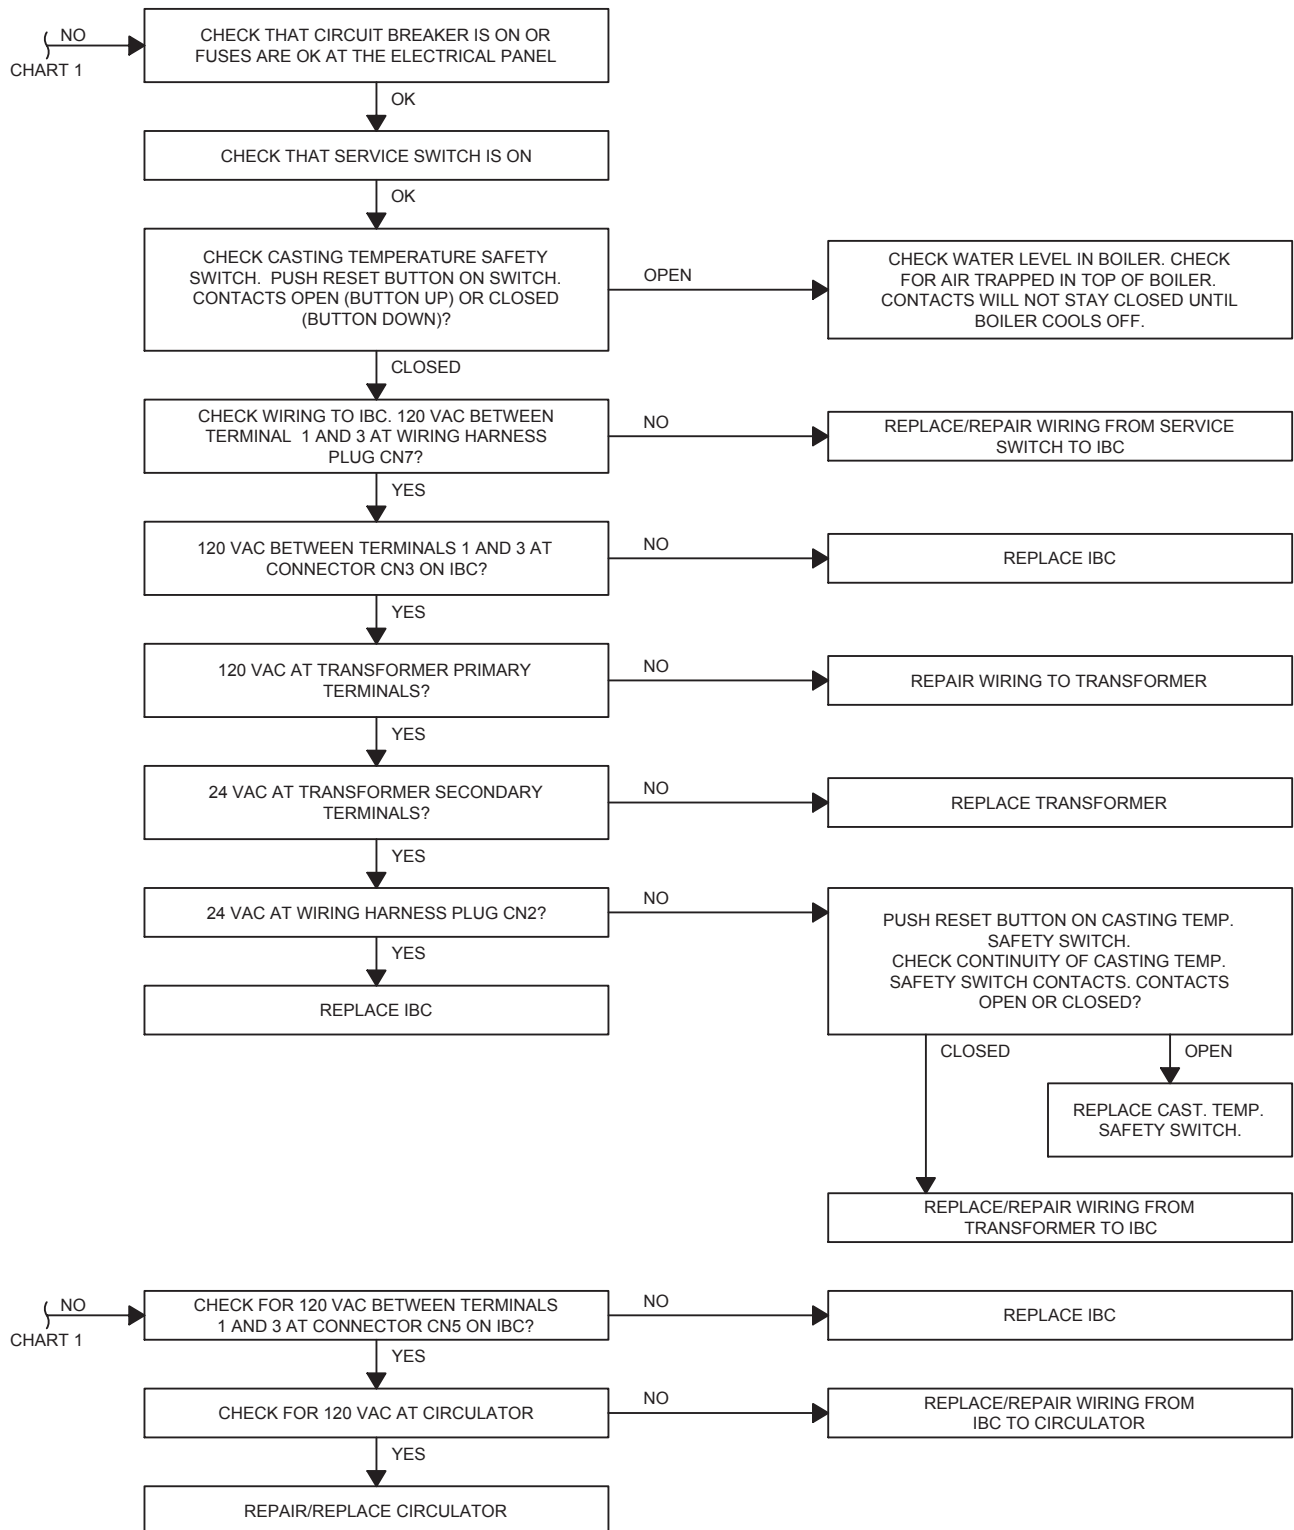 NO
CHART 1
CHECK THAT CIRCUIT BREAKER IS ON OR
FUSES ARE OK AT THE ELECTRICAL PANEL
OK
CHECK THAT SERVICE SWITCH IS ON
OK
CHECK CASTING TEMPERATURE SAFETY
SWITCH. PUSH RESET BUTTON ON SWITCH.
CONTACTS OPEN (BUTTON UP) OR CLOSED
(BUTTON DOWN)?
OPEN
CHECK WATER LEVEL IN BOILER. CHECK
FOR AIR TRAPPED IN TOP OF BOILER.
CONTACTS WILL NOT STAY CLOSED UNTIL
BOILER COOLS OFF.
CLOSED
CHECK WIRING TO IBC. 120 VAC BETWEEN
TERMINAL 1 AND 3 AT WIRING HARNESS
PLUG CN7?
NO
REPLACE/REPAIR WIRING FROM SERVICE
SWITCH TO IBC
YES
120 VAC BETWEEN TERMINALS 1 AND 3 AT
CONNECTOR CN3 ON IBC?
NO
REPLACE IBC
YES
120 VAC AT TRANSFORMER PRIMARY
TERMINALS?
NO
REPAIR WIRING TO TRANSFORMER
YES
24 VAC AT TRANSFORMER SECONDARY
TERMINALS?
NO
REPLACE TRANSFORMER
YES
24 VAC AT WIRING HARNESS PLUG CN2?
NO
PUSH RESET BUTTON ON CASTING TEMP.
SAFETY SWITCH.
CHECK CONTINUITY OF CASTING TEMP.
SAFETY SWITCH CONTACTS. CONTACTS
OPEN OR CLOSED?
YES
REPLACE IBC
CLOSED
OPEN
REPLACE CAST. TEMP.
SAFETY SWITCH.
REPLACE/REPAIR WIRING FROM
TRANSFORMER TO IBC
NO
CHART 1
CHECK FOR 120 VAC BETWEEN TERMINALS
1 AND 3 AT CONNECTOR CN5 ON IBC?
NO
REPLACE IBC
YES
CHECK FOR 120 VAC AT CIRCULATOR
NO
REPLACE/REPAIR WIRING FROM
IBC TO CIRCULATOR
YES
REPAIR/REPLACE CIRCULATOR